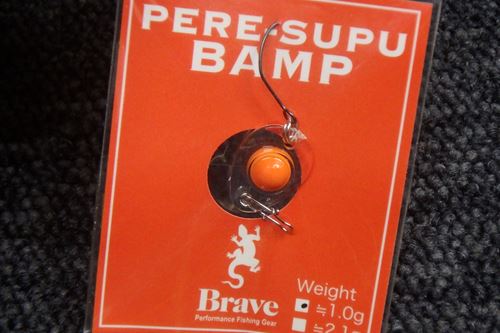 PERE-SUPU
BAMP
Brave
Performance Fishing Gear
Weight
≒1.0g